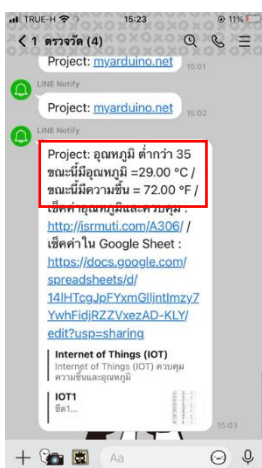 TRUE-H 15:23 11%
1 ตรวจวัด (4)
Project: myarduino.net
15:01
LINE Notify
Project: myarduino.net
15:02
LINE Notify
Project: อุณหภูมิ ต่ำกว่า 35
ขณะนี้มีอุณหภูมิ =29.00 °C /
ขณะนี้มีความชื้น = 72.00 °F /
เช็คค่าอุณหภูมิและควบคุม :
http://isrmuti.com/A306/ /
เช็คค่าใน Google Sheet :
https://docs.google.com/
spreadsheets/d/
14IHTcgJpFYxmGlIjntImzy7
YwhFidjRZZVxezAD-KLY/
edit?usp=sharing
Internet of Things (IOT)
Internet of Things (IOT) ควบคุม
ความชื้นและอุณหภูมิ
IOT1
ชีต1...
15:03
Aa